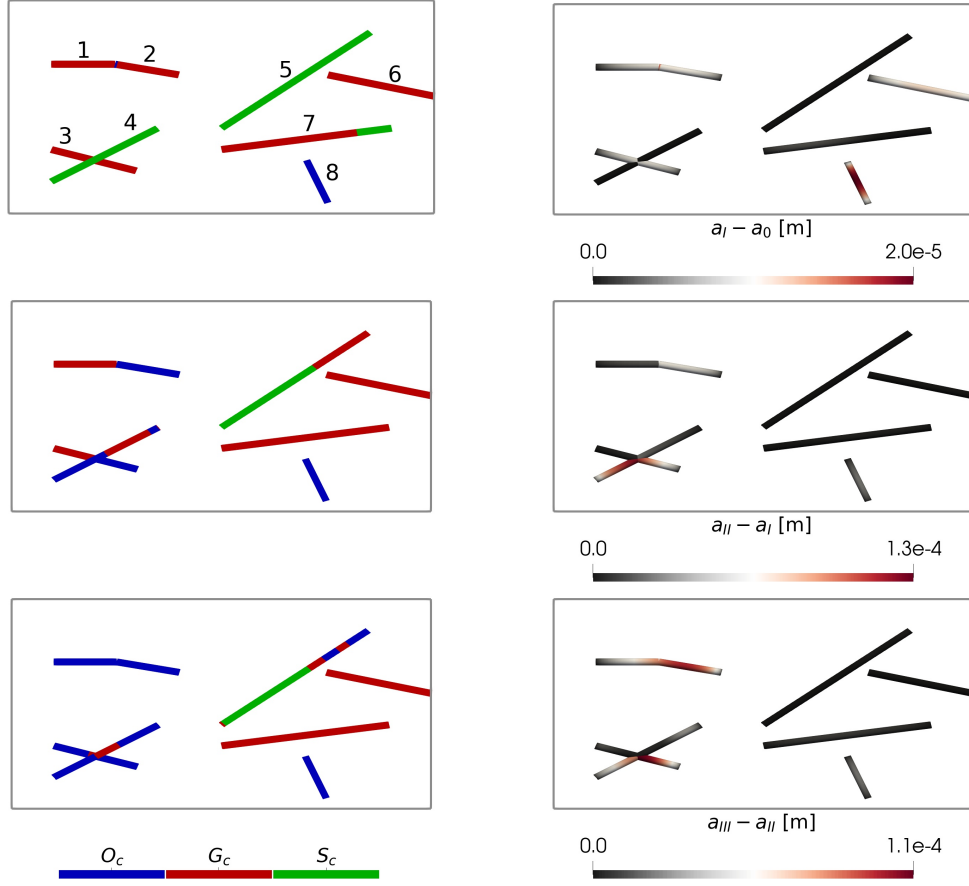 1
2
5
6
3
4
7
8
a_I − a_0 [m]
0.0 2.0e-5
a_II − a_I [m]
0.0 1.3e-4
a_III − a_II [m]
0.0 1.1e-4
O_c G_c S_c